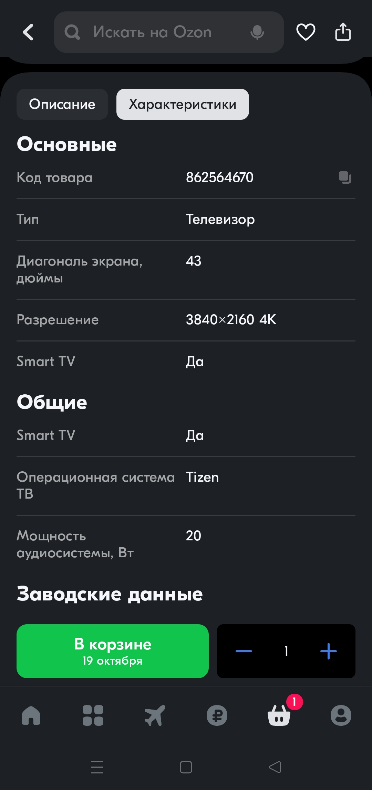 Искать на Ozon
Описание
Характеристики
Основные
Код товара
862564670
Тип
Телевизор
Диагональ экрана,
дюймы
43
Разрешение
3840×2160 4K
Smart TV
Да
Общие
Smart TV
Да
Операционная система
ТВ
Tizen
Мощность
аудиосистемы, Вт
20
Заводские данные
В корзине
19 октября
1
1